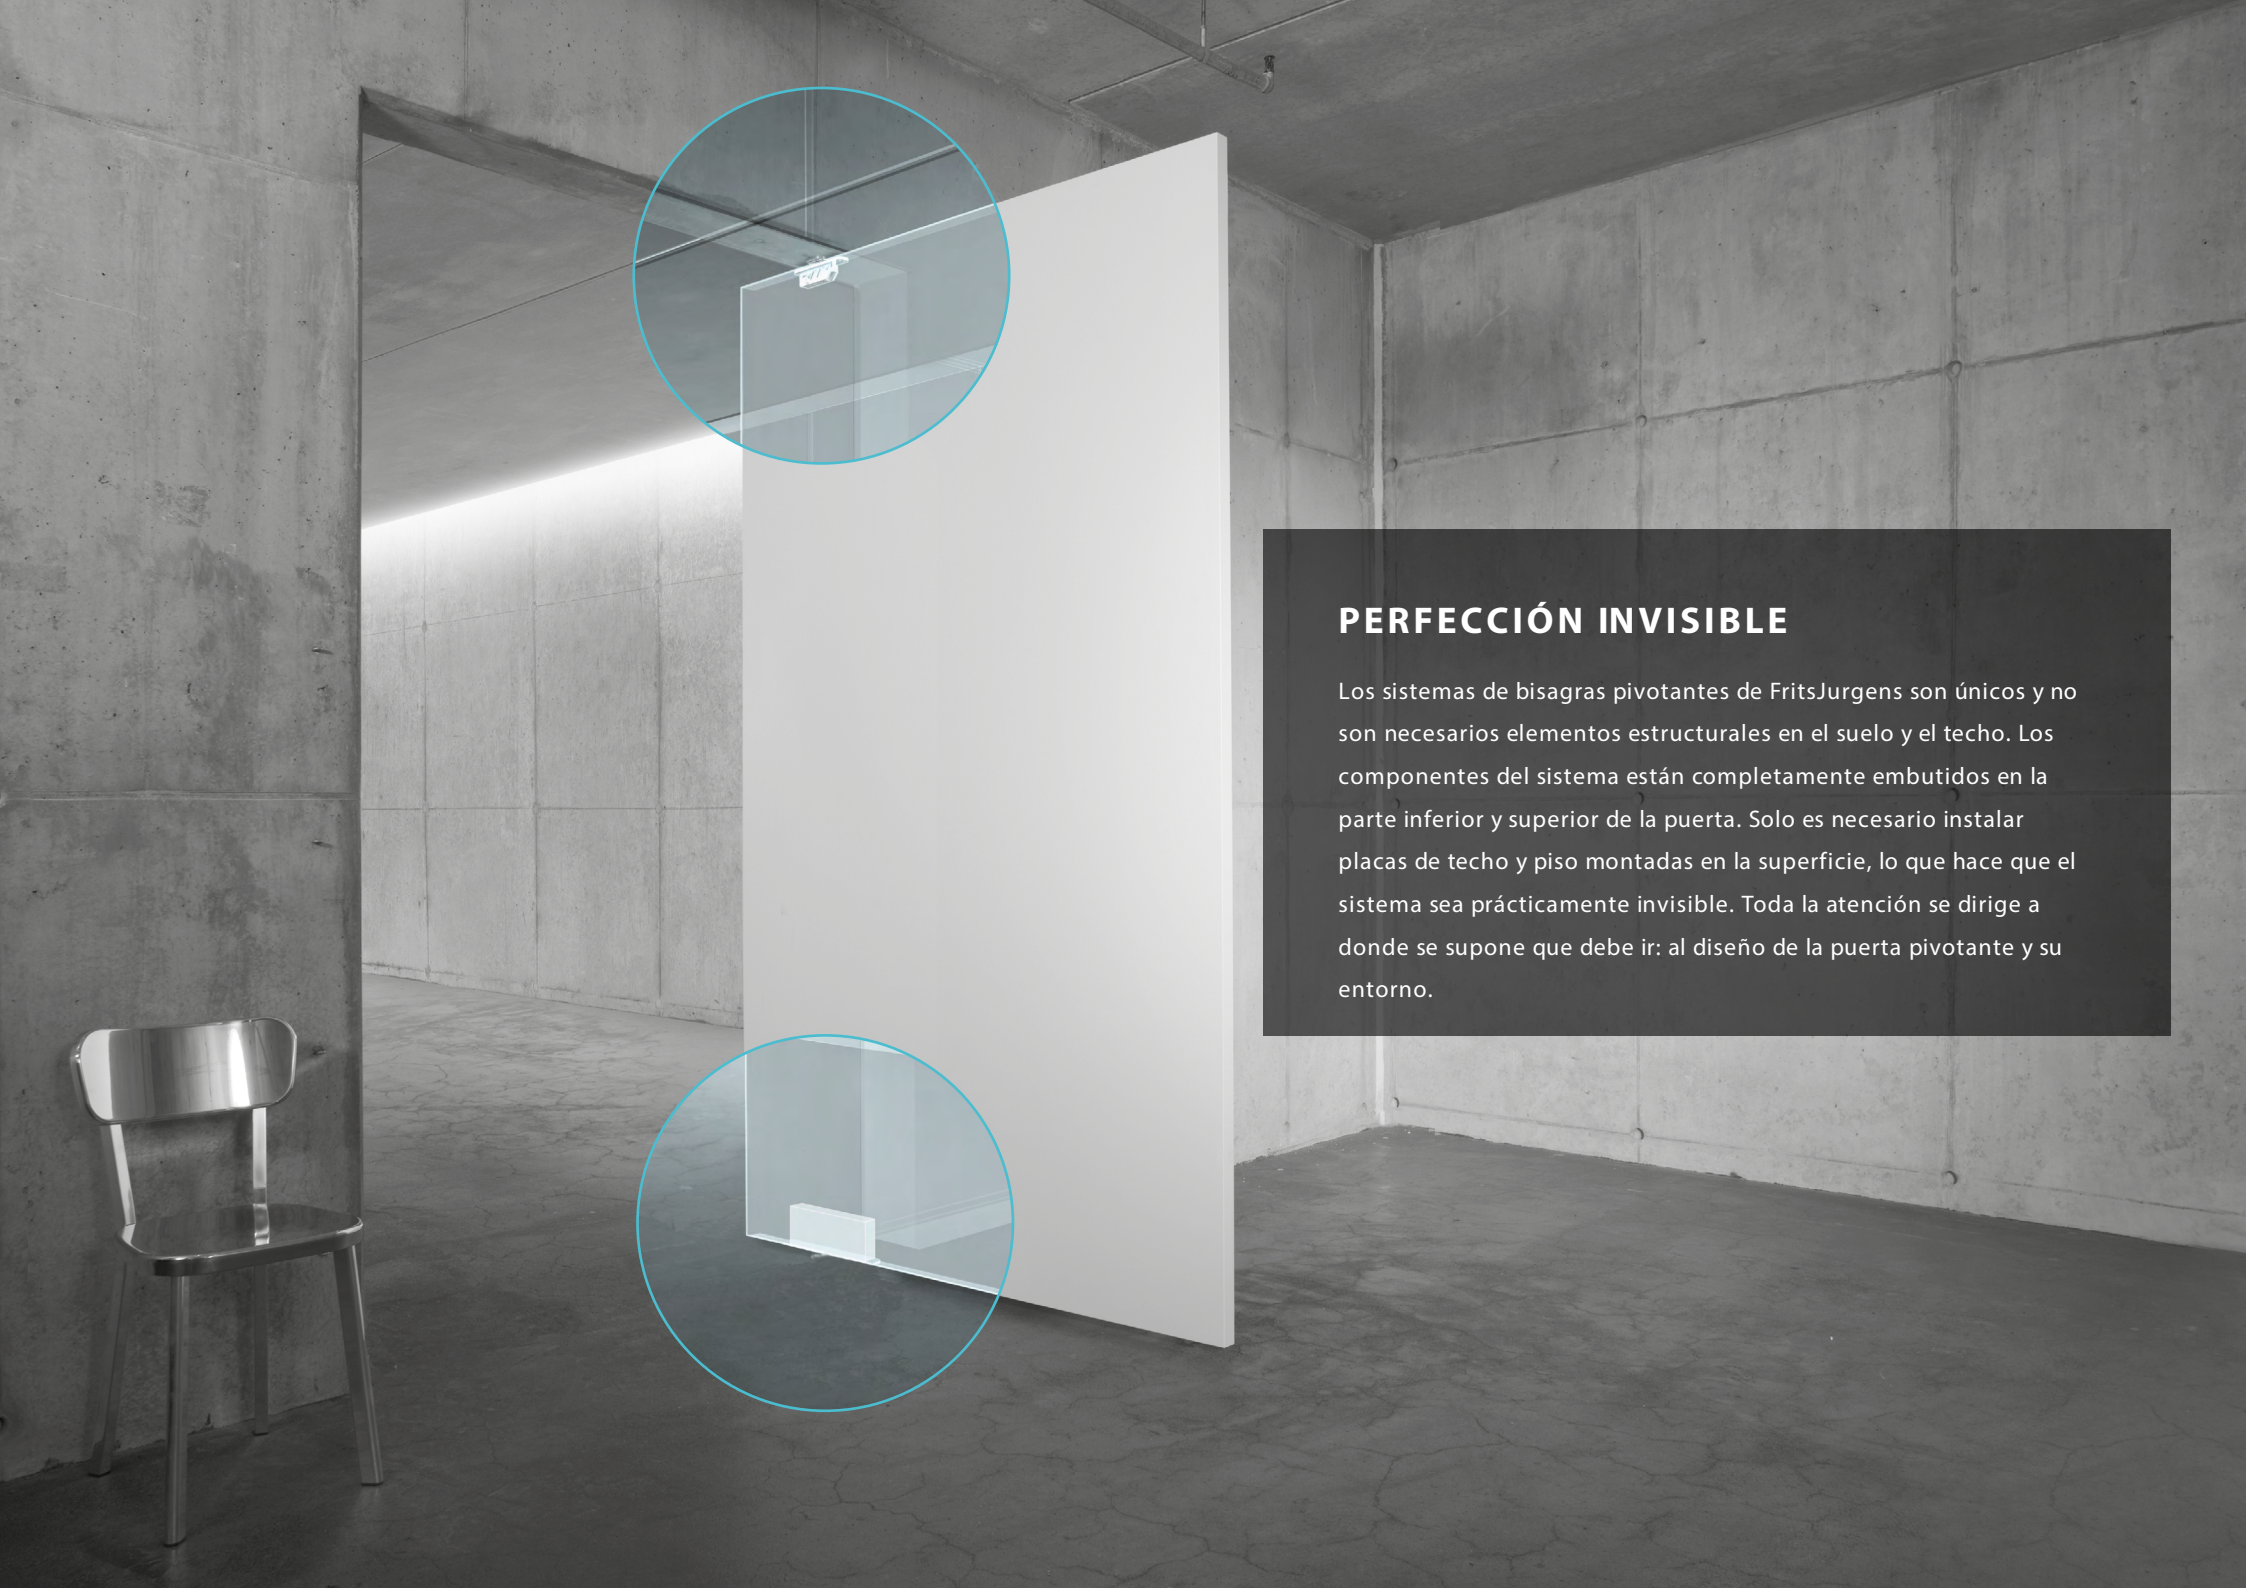 PERFECCIÓN INVISIBLE
Los sistemas de bisagras pivotantes de FritsJurgens son únicos y no
son necesarios elementos estructurales en el suelo y el techo. Los
componentes del sistema están completamente embutidos en la
parte inferior y superior de la puerta. Solo es necesario instalar
placas de techo y piso montadas en la superficie, lo que hace que el
sistema sea prácticamente invisible. Toda la atención se dirige a
donde se supone que debe ir: al diseño de la puerta pivotante y su
entorno.